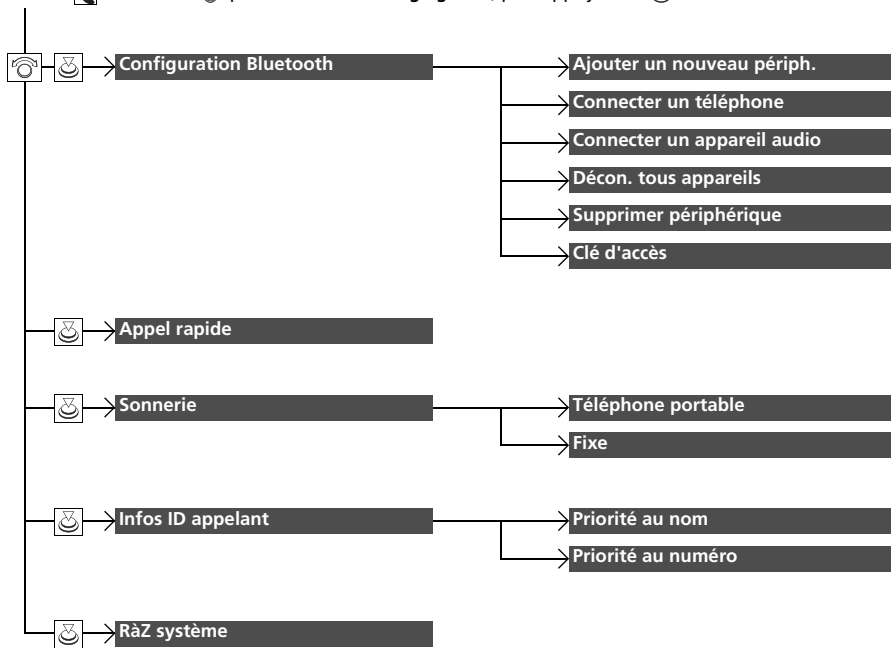 Configuration Bluetooth
Ajouter un nouveau périph.
Connecter un téléphone
Connecter un appareil audio
Décon. tous appareils
Supprimer périphérique
Clé d'accès
Appel rapide
Sonnerie
Téléphone portable
Fixe
Infos ID appelant
Priorité au nom
Priorité au numéro
RàZ système